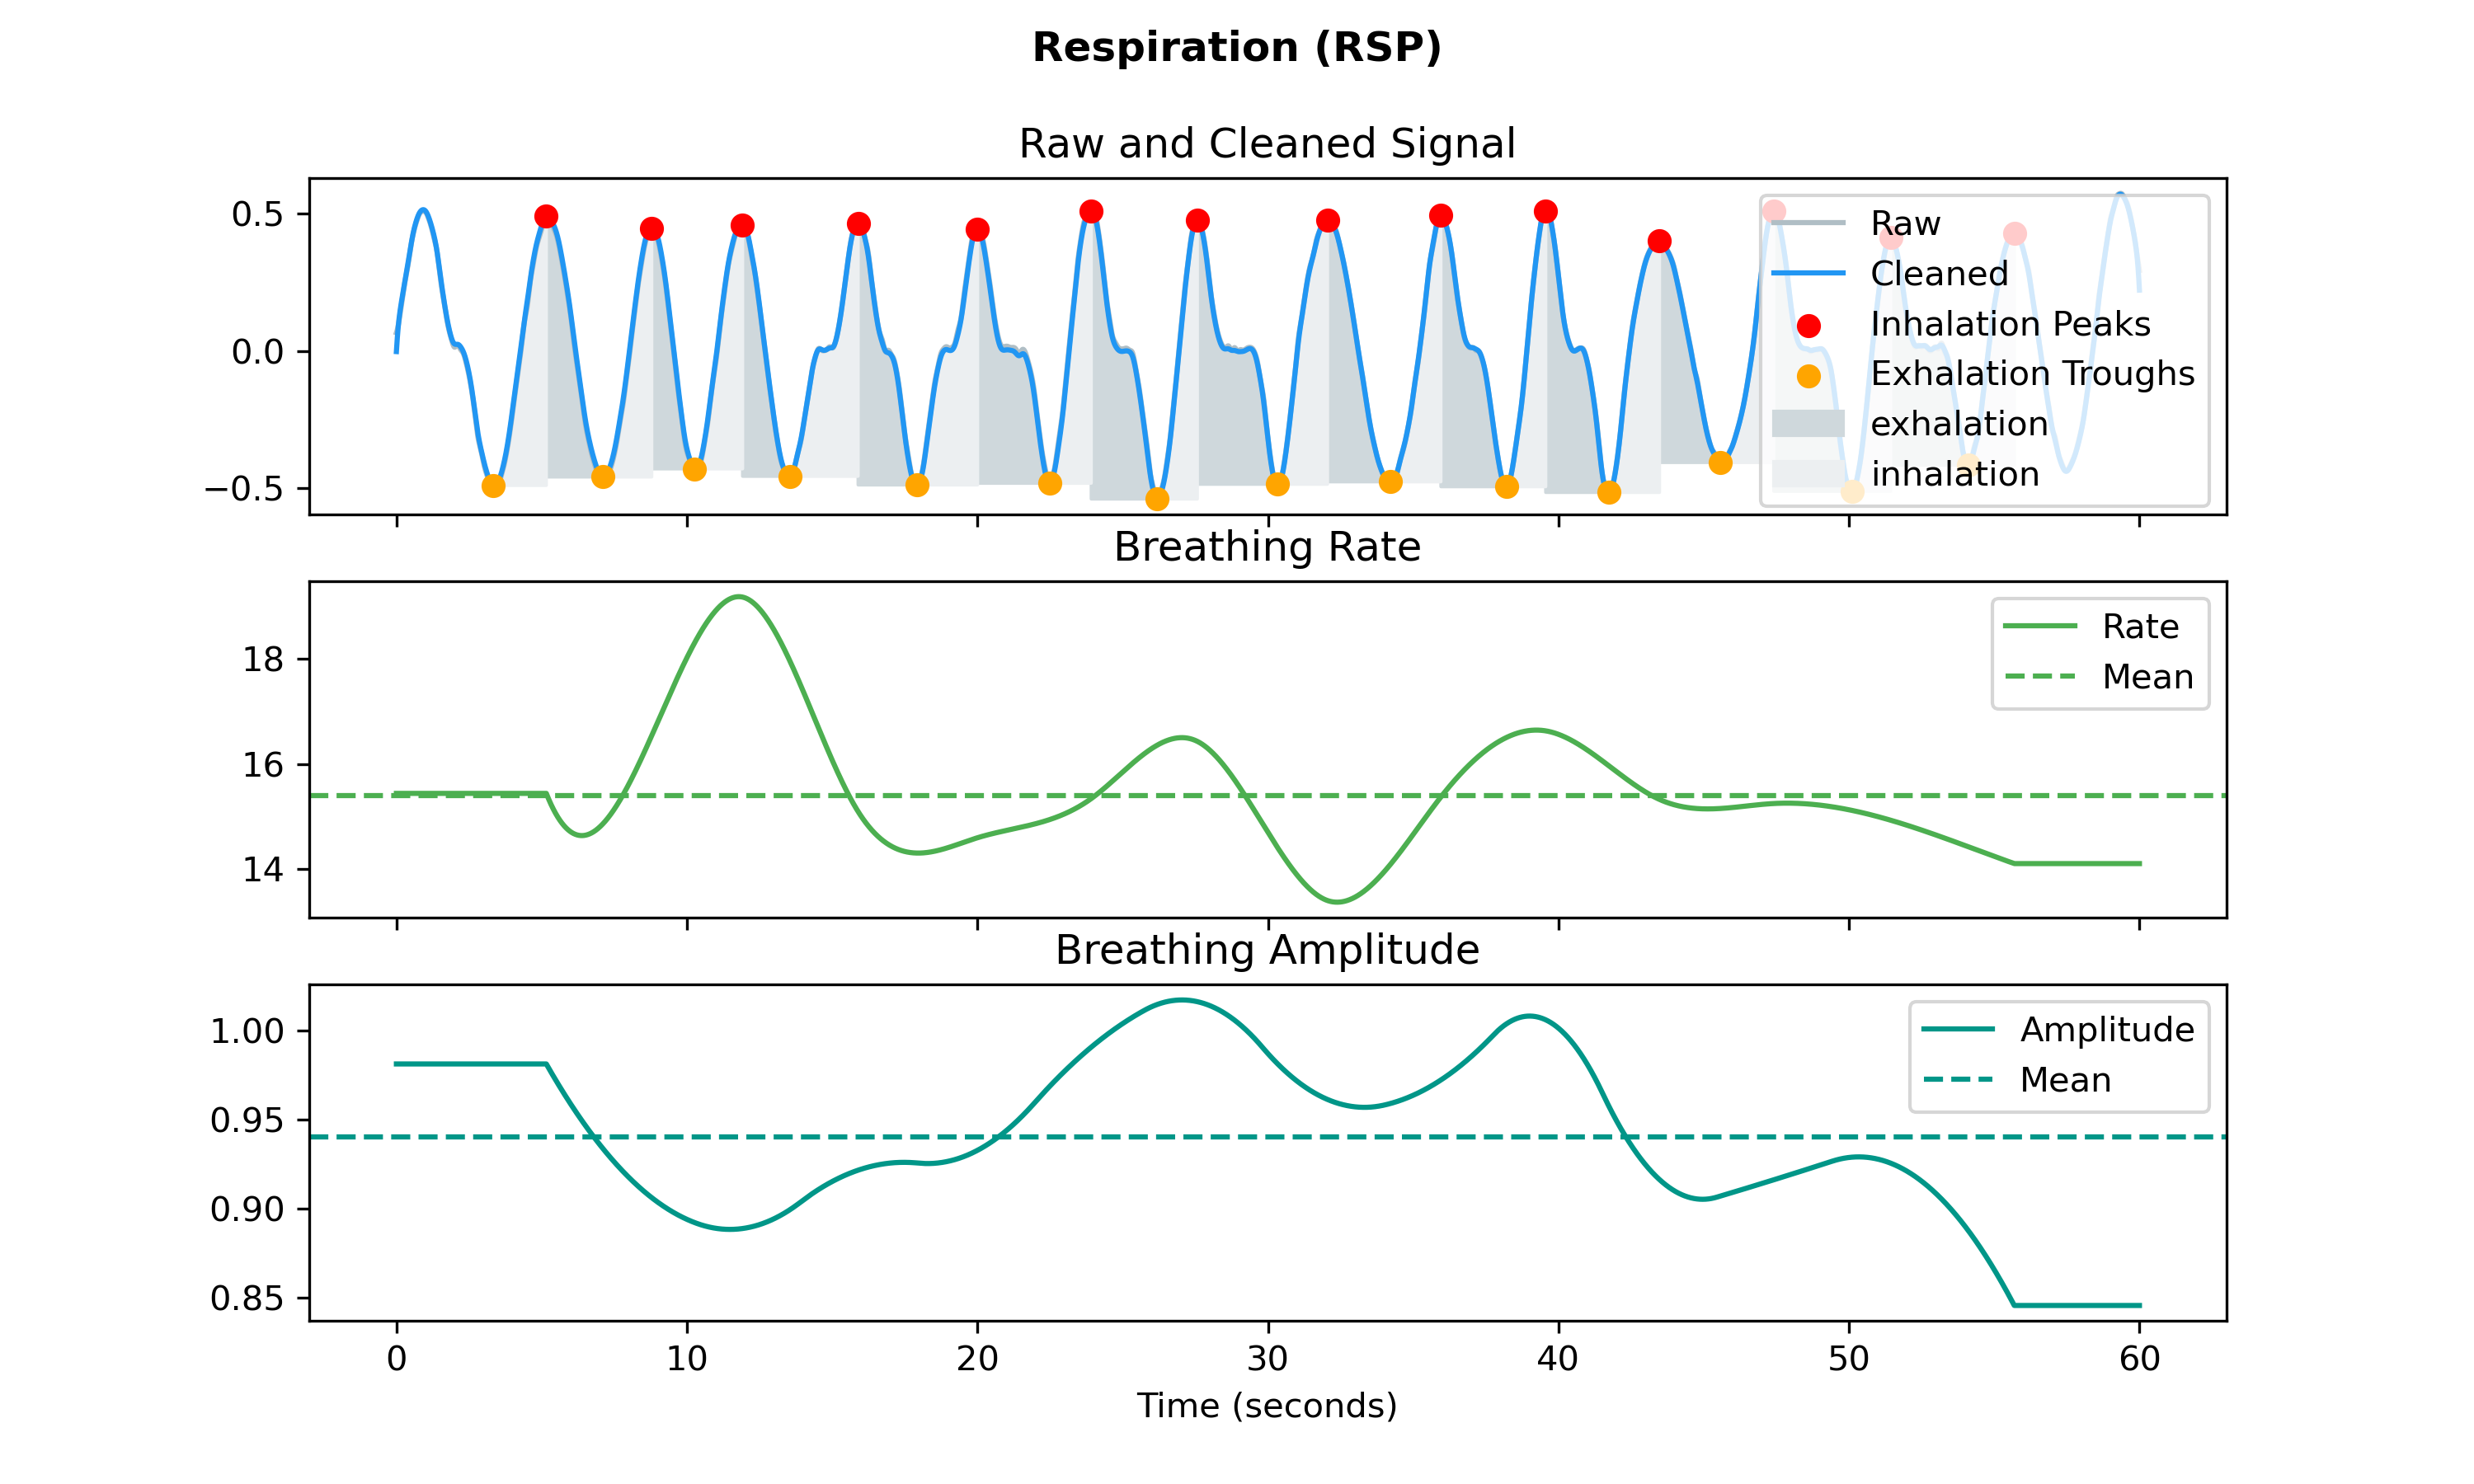 Respiration (RSP)
Raw and Cleaned Signal
0.5
0.0
−0.5
Raw
Cleaned
Inhalation Peaks
Exhalation Troughs
exhalation
inhalation
Breathing Rate
18
16
14
Rate
Mean
Breathing Amplitude
1.00
0.95
0.90
0.85
Amplitude
Mean
0 10 20 30 40 50 60
Time (seconds)